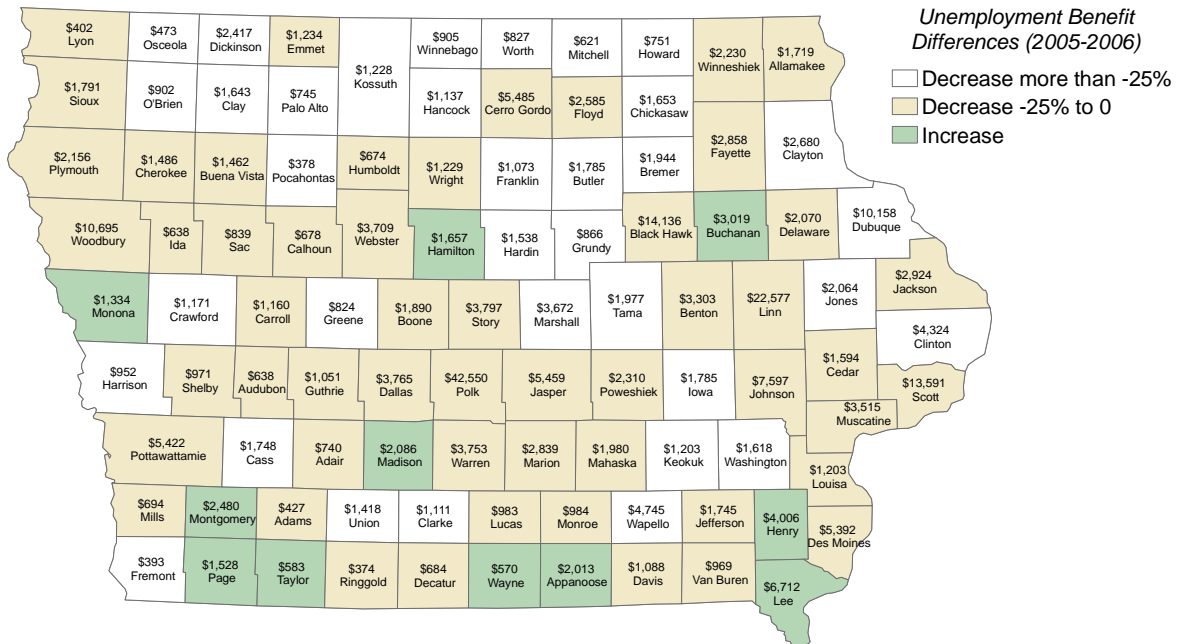 Unemployment Benefit
Differences (2005-2006)
Decrease more than -25%
Decrease -25% to 0
Increase
$402
Lyon
$473
Osceola
$2,417
Dickinson
$1,234
Emmet
$1,228
Kossuth
$905
Winnebago
$827
Worth
$621
Mitchell
$751
Howard
$2,230
Winneshiek
$1,719
Allamakee
$1,791
Sioux
$902
O'Brien
$1,643
Clay
$745
Palo Alto
$1,137
Hancock
$5,485
Cerro Gordo
$2,585
Floyd
$1,653
Chickasaw
$2,156
Plymouth
$1,486
Cherokee
$1,462
Buena Vista
$378
Pocahontas
$674
Humboldt
$1,229
Wright
$1,073
Franklin
$1,785
Butler
$1,944
Bremer
$2,858
Fayette
$2,680
Clayton
$10,695
Woodbury
$638
Ida
$839
Sac
$678
Calhoun
$3,709
Webster
$1,657
Hamilton
$1,538
Hardin
$866
Grundy
$14,136
Black Hawk
$3,019
Buchanan
$2,070
Delaware
$10,158
Dubuque
$1,334
Monona
$1,171
Crawford
$1,160
Carroll
$824
Greene
$1,890
Boone
$3,797
Story
$3,672
Marshall
$1,977
Tama
$3,303
Benton
$22,577
Linn
$2,064
Jones
$2,924
Jackson
$4,324
Clinton
$952
Harrison
$971
Shelby
$638
Audubon
$1,051
Guthrie
$3,765
Dallas
$42,550
Polk
$5,459
Jasper
$2,310
Poweshiek
$1,785
Iowa
$7,597
Johnson
$1,594
Cedar
$13,591
Scott
$3,515
Muscatine
$5,422
Pottawattamie
$1,748
Cass
$740
Adair
$2,086
Madison
$3,753
Warren
$2,839
Marion
$1,980
Mahaska
$1,203
Keokuk
$1,618
Washington
$1,203
Louisa
$694
Mills
$2,480
Montgomery
$427
Adams
$1,418
Union
$1,111
Clarke
$983
Lucas
$984
Monroe
$4,745
Wapello
$1,745
Jefferson
$4,006
Henry
$5,392
Des Moines
$393
Fremont
$1,528
Page
$583
Taylor
$374
Ringgold
$684
Decatur
$570
Wayne
$2,013
Appanoose
$1,088
Davis
$969
Van Buren
$6,712
Lee